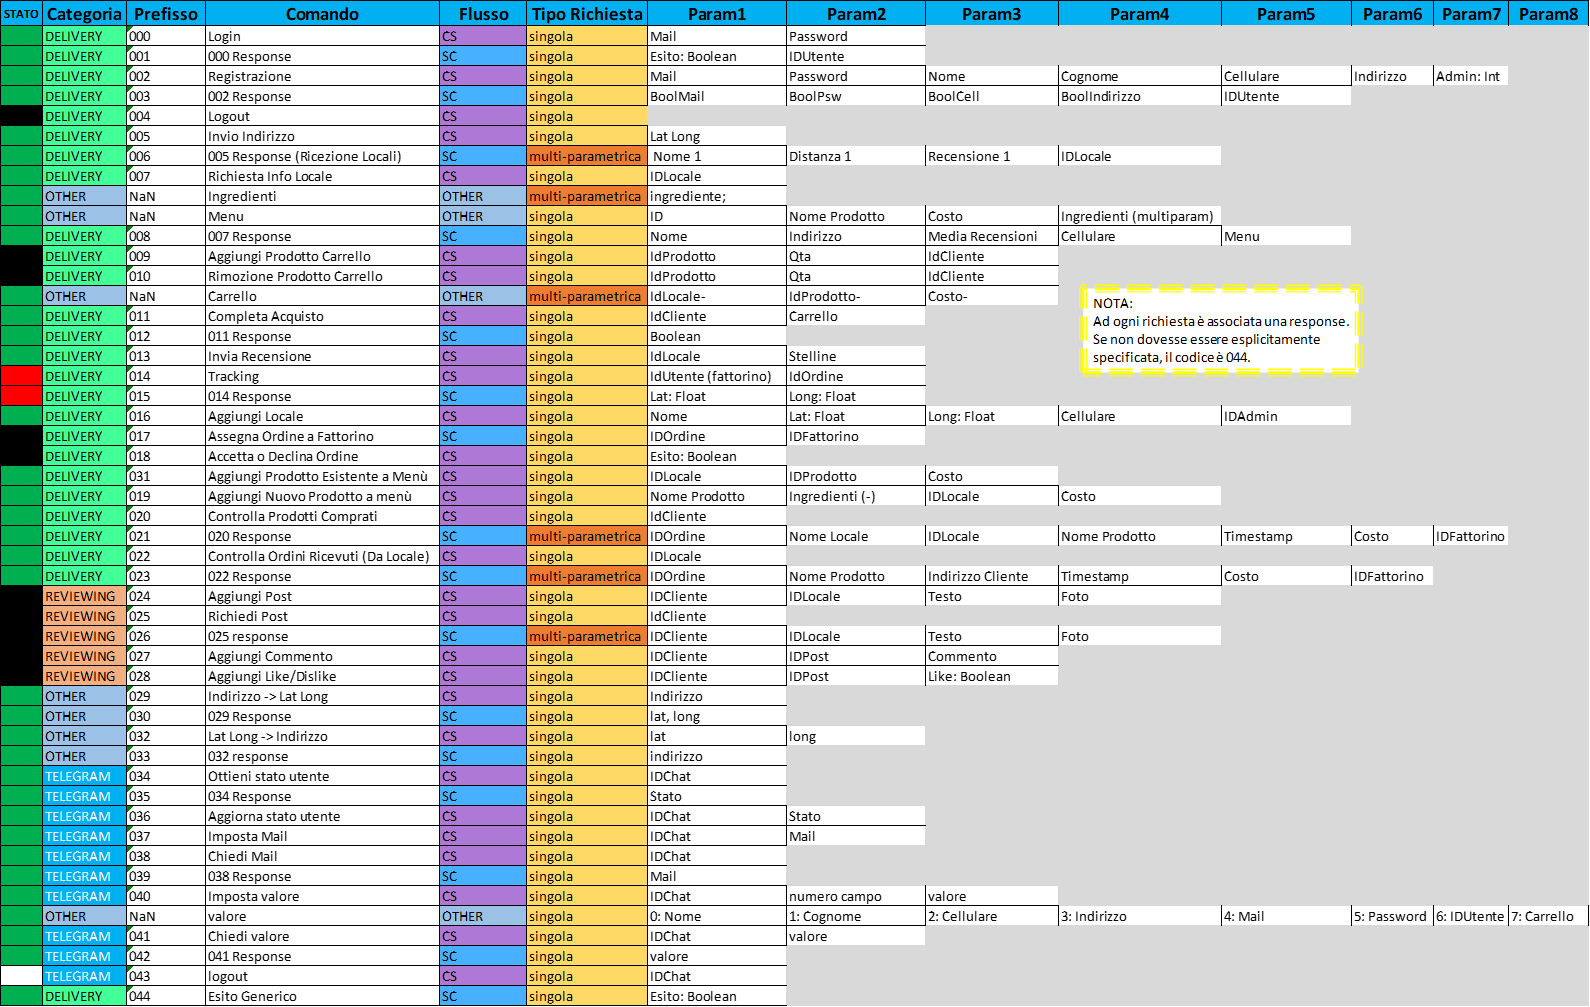 STATO Categoria Prefisso Comando Flusso Tipo Richiesta Param1 Param2 Param3 Param4 Param5 Param6 Param7 Param8
DELIVERY 000 Login CS singola Mail Password
DELIVERY 001 000 Response SC singola Esito: Boolean IDUtente
DELIVERY 002 Registrazione CS singola Mail Password Nome Cognome Cellulare Indirizzo Admin: Int
DELIVERY 003 002 Response SC singola BoolMail BoolPsw BoolCell BoolIndirizzo IDUtente
DELIVERY 004 Logout CS singola
DELIVERY 005 Invio Indirizzo CS singola Lat Long
DELIVERY 006 005 Response (Ricezione Locali) SC multi-parametrica Nome 1 Distanza 1 Recensione 1 IDLocale
DELIVERY 007 Richiesta Info Locale CS singola IDLocale
OTHER NaN Ingredienti OTHER multi-parametrica ingrediente;
OTHER NaN Menu OTHER singola ID Nome Prodotto Costo Ingredienti (multiparam)
DELIVERY 008 007 Response SC singola Nome Indirizzo Media Recensioni Cellulare Menu
DELIVERY 009 Aggiungi Prodotto Carrello CS singola IdProdotto Qta IdCliente
DELIVERY 010 Rimozione Prodotto Carrello CS singola IdProdotto Qta IdCliente
OTHER NaN Carrello OTHER multi-parametrica IdLocale- IdProdotto- Costo-
DELIVERY 011 Completa Acquisto CS singola IdCliente Carrello
DELIVERY 012 011 Response SC singola Boolean
DELIVERY 013 Invia Recensione CS singola IdLocale Stelline
DELIVERY 014 Tracking CS singola IdUtente (fattorino) IdOrdine
DELIVERY 015 014 Response SC singola Lat: Float Long: Float
NOTA:
Ad ogni richiesta è associata una response.
Se non dovesse essere esplicitamente
specificata, il codice è 044.
DELIVERY 016 Aggiungi Locale CS singola Nome Lat: Float Long: Float Cellulare IDAdmin
DELIVERY 017 Assegna Ordine a Fattorino SC singola IDOrdine IDFattorino
DELIVERY 018 Accetta o Declina Ordine CS singola Esito: Boolean
DELIVERY 031 Aggiungi Prodotto Esistente a Menù CS singola IDLocale IDProdotto Costo
DELIVERY 019 Aggiungi Nuovo Prodotto a menù CS singola Nome Prodotto Ingredienti (-) IDLocale Costo
DELIVERY 020 Controlla Prodotti Comprati CS singola IdCliente
DELIVERY 021 020 Response SC multi-parametrica IDOrdine Nome Locale IDLocale Nome Prodotto Timestamp Costo IDFattorino
DELIVERY 022 Controlla Ordini Ricevuti (Da Locale) CS singola IDLocale
DELIVERY 023 022 Response SC multi-parametrica IDOrdine Nome Prodotto Indirizzo Cliente Timestamp Costo IDFattorino
REVIEWING 024 Aggiungi Post CS singola IDCliente IDLocale Testo Foto
REVIEWING 025 Richiedi Post CS singola IdCliente
REVIEWING 026 025 response SC multi-parametrica IDCliente IDLocale Testo Foto
REVIEWING 027 Aggiungi Commento CS singola IDCliente IDPost Commento
REVIEWING 028 Aggiungi Like/Dislike CS singola IDCliente IDPost Like: Boolean
OTHER 029 Indirizzo -> Lat Long CS singola Indirizzo
OTHER 030 029 Response SC singola lat, long
OTHER 032 Lat Long -> Indirizzo CS singola lat long
OTHER 033 032 response SC singola indirizzo
TELEGRAM 034 Ottieni stato utente CS singola IDChat
TELEGRAM 035 034 Response SC singola Stato
TELEGRAM 036 Aggiorna stato utente CS singola IDChat Stato
TELEGRAM 037 Imposta Mail CS singola IDChat Mail
TELEGRAM 038 Chiedi Mail CS singola IDChat
TELEGRAM 039 038 Response SC singola Mail
TELEGRAM 040 Imposta valore CS singola IDChat numero campo valore
OTHER NaN valore OTHER singola 0: Nome 1: Cognome 2: Cellulare 3: Indirizzo 4: Mail 5: Password 6: IDUtente 7: Carrello
TELEGRAM 041 Chiedi valore CS singola IDChat valore
TELEGRAM 042 041 Response SC singola valore
TELEGRAM 043 logout CS singola IDChat
DELIVERY 044 Esito Generico SC singola Esito: Boolean